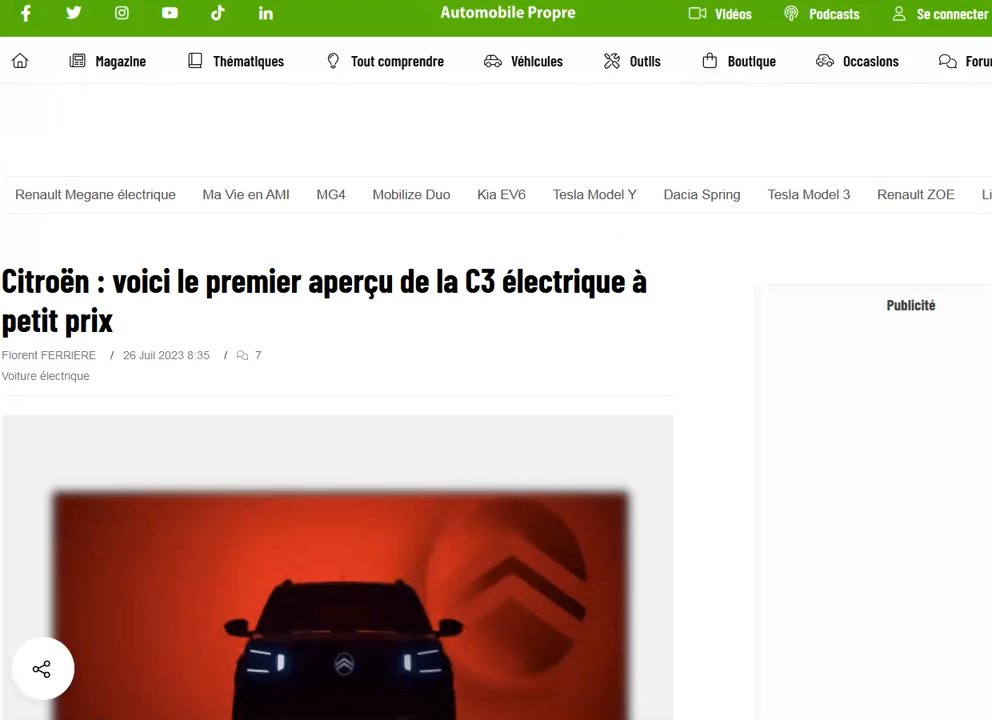 Automobile Propre
Vidéos
Podcasts
Se connecter
Magazine
Thématiques
Tout comprendre
Véhicules
Outils
Boutique
Occasions
Renault Megane électrique
Ma Vie en AMI
MG4
Mobilize Duo
Kia EV6
Tesla Model Y
Dacia Spring
Tesla Model 3
Renault ZOE
Citroën : voici le premier aperçu de la C3 électrique à
petit prix
Publicité
Florent FERRIERE / 26 Juil 2023 8:35 / 7
Voiture électrique